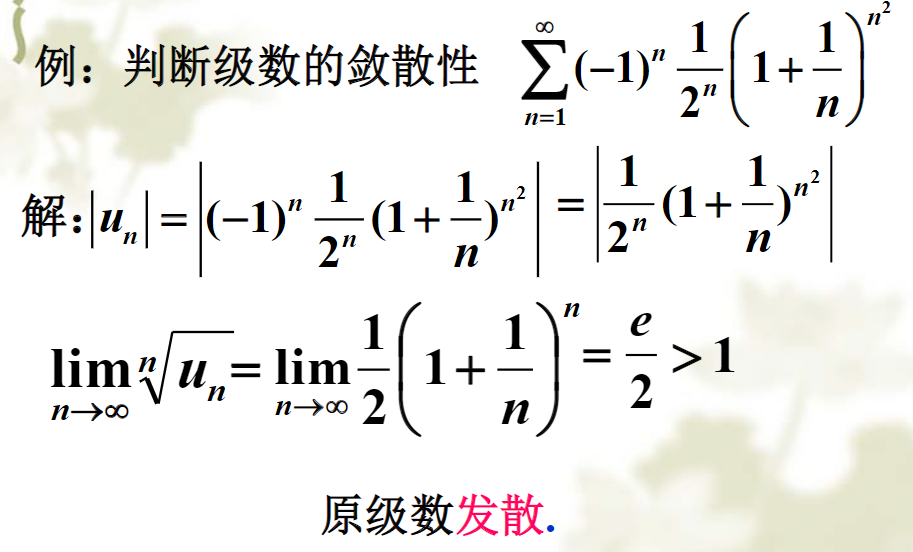 例：判断级数的敛散性 $\sum_{n=1}^{\infty}(-1)^n \frac{1}{2^n}\left(1+\frac{1}{n}\right)^{n^2}$
解：$|u_n| = \left|(-1)^n \frac{1}{2^n}(1+\frac{1}{n})^{n^2}\right| = \left|\frac{1}{2^n}(1+\frac{1}{n})^{n^2}\right|$
$\lim_{n\to\infty}\sqrt[n]{u_n} = \lim_{n\to\infty}\frac{1}{2}\left(1+\frac{1}{n}\right)^n = \frac{e}{2} > 1$
原级数发散.